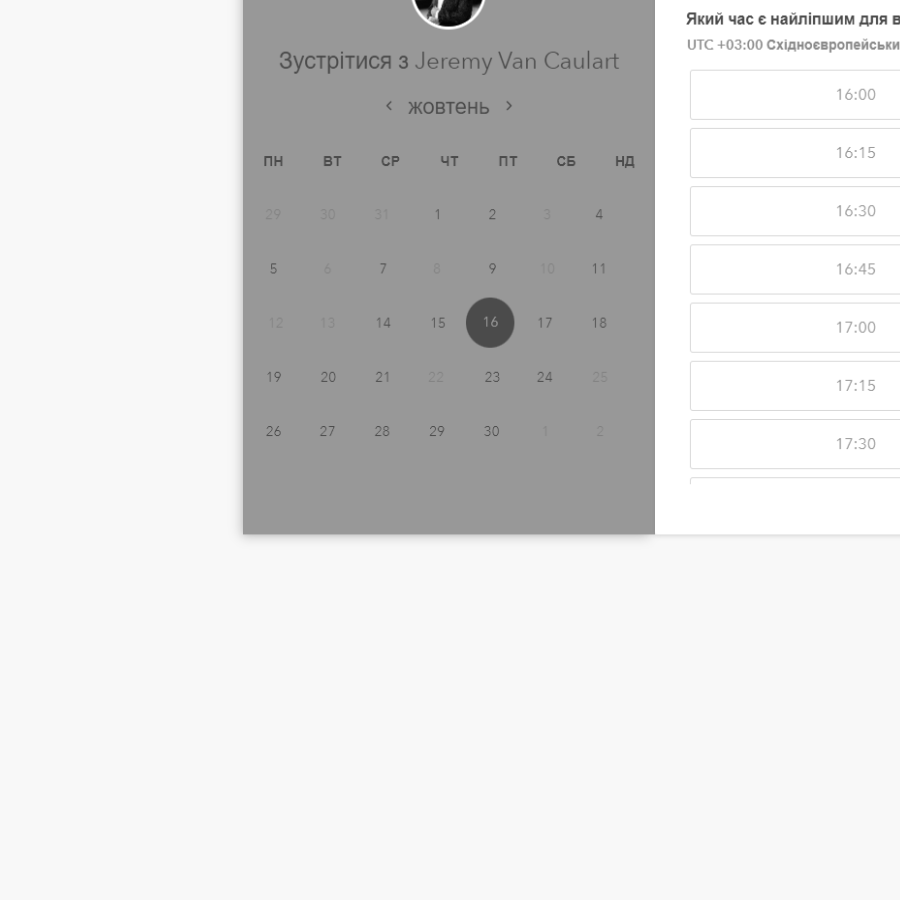 Зустрітися з Jeremy Van Caulart
жовтень
ПН ВТ СР ЧТ ПТ СБ НД
29 30 31 1 2 3 4
5 6 7 8 9 10 11
12 13 14 15 16 17 18
19 20 21 22 23 24 25
26 27 28 29 30 1 2
Який час є найліпшим для в
UTC +03:00 Східноєвропейськи
16:00
16:15
16:30
16:45
17:00
17:15
17:30